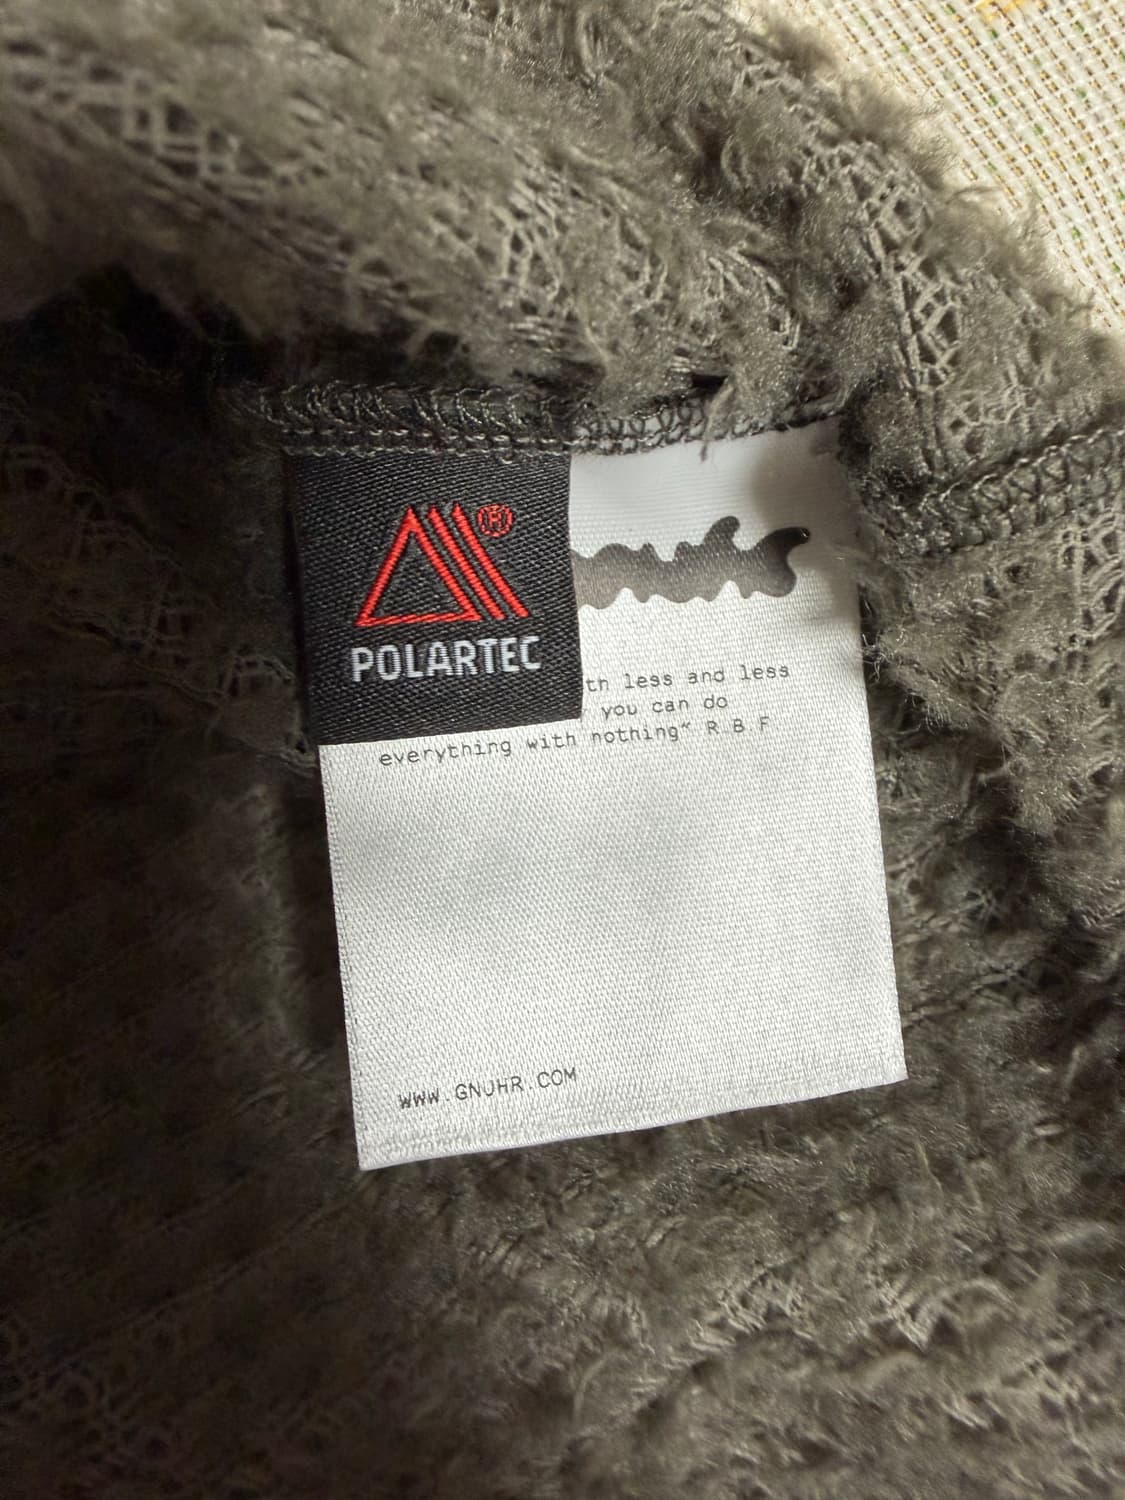 POLARTEC®
th less and less
you can do
everything with nothing" R.B.F
WWW.GNUHR.COM